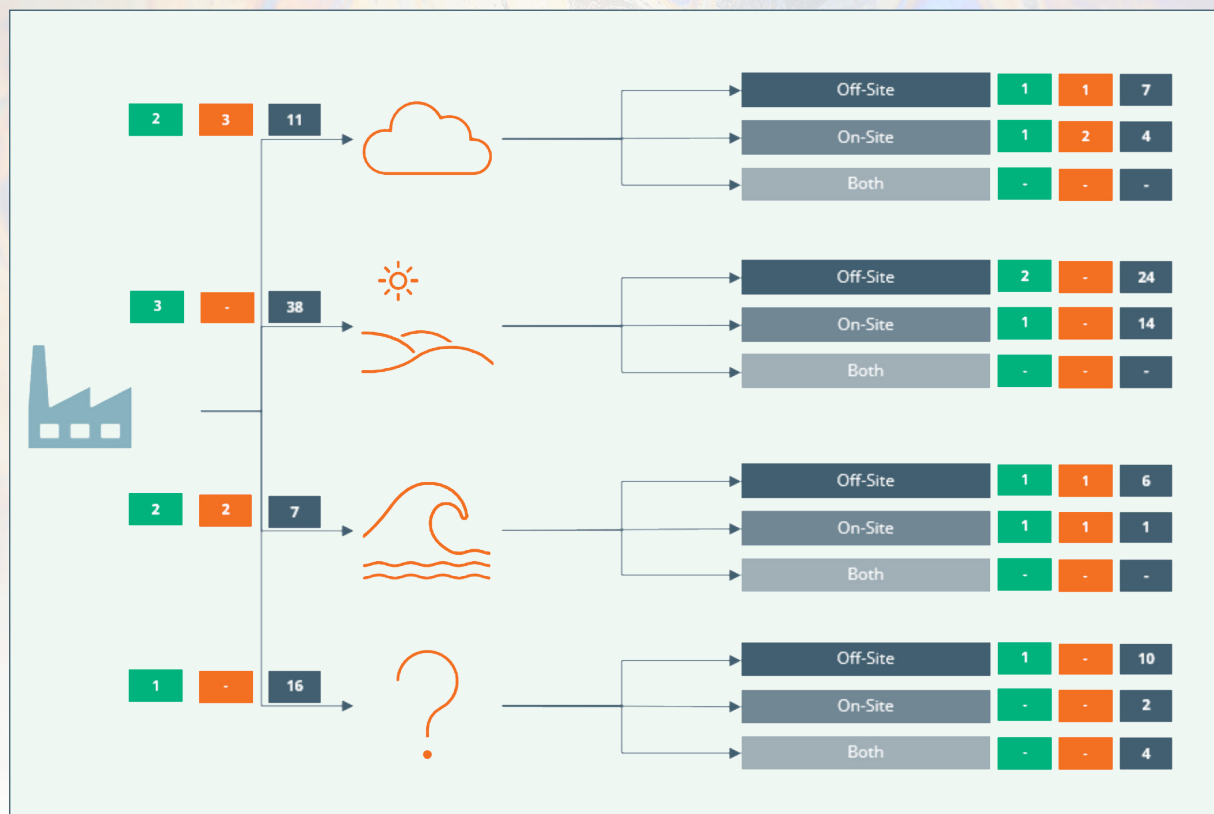 Off-Site 1 1 7
2 3 11
On-Site 1 2 4
Both - - -
Off-Site 2 - 24
3 - 38
On-Site 1 - 14
Both - - -
Off-Site 1 1 6
2 2 7
On-Site 1 1 1
Both - - -
Off-Site 1 - 10
1 - 16
On-Site - - 2
Both - - 4